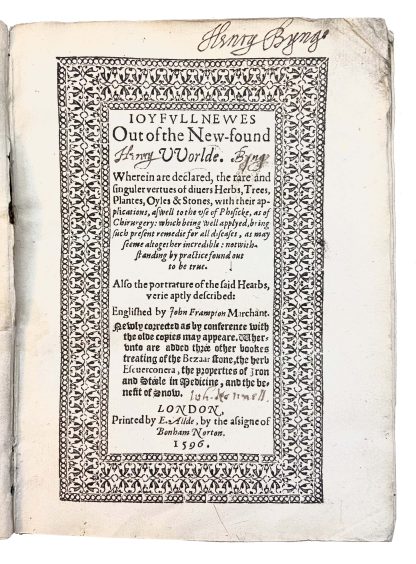 Henry Byng
IOYFVLL NEWES
Out of the New-found
Henry VVorlde. Byng
Wherein are declared, the rare and
singuler vertues of diuers Herbs, Trees,
Plantes, Oyles & Stones, with their ap-
plications, aswell to the vse of Phisicke, as of
Chirurgery: which being well applyed, bring
such present remedie for all diseases, as may
seeme altogether incredible: notwith-
standing by practice found out
to be true.
Also the portrature of the said Hearbs,
verie aptly described:
Englished by John Frampton Marchant.
Newly corrected as by conference with
the olde copies may appeare. Wher-
vnto are added three other bookes
treating of the Bezaar stone, the herb
Escuerconera, the properties of Iron
and Steele in Medicine, and the be-
nefit of Snow.
LONDON,
Printed by E. Allde, by the assigne of
Bonham Norton.
1596.